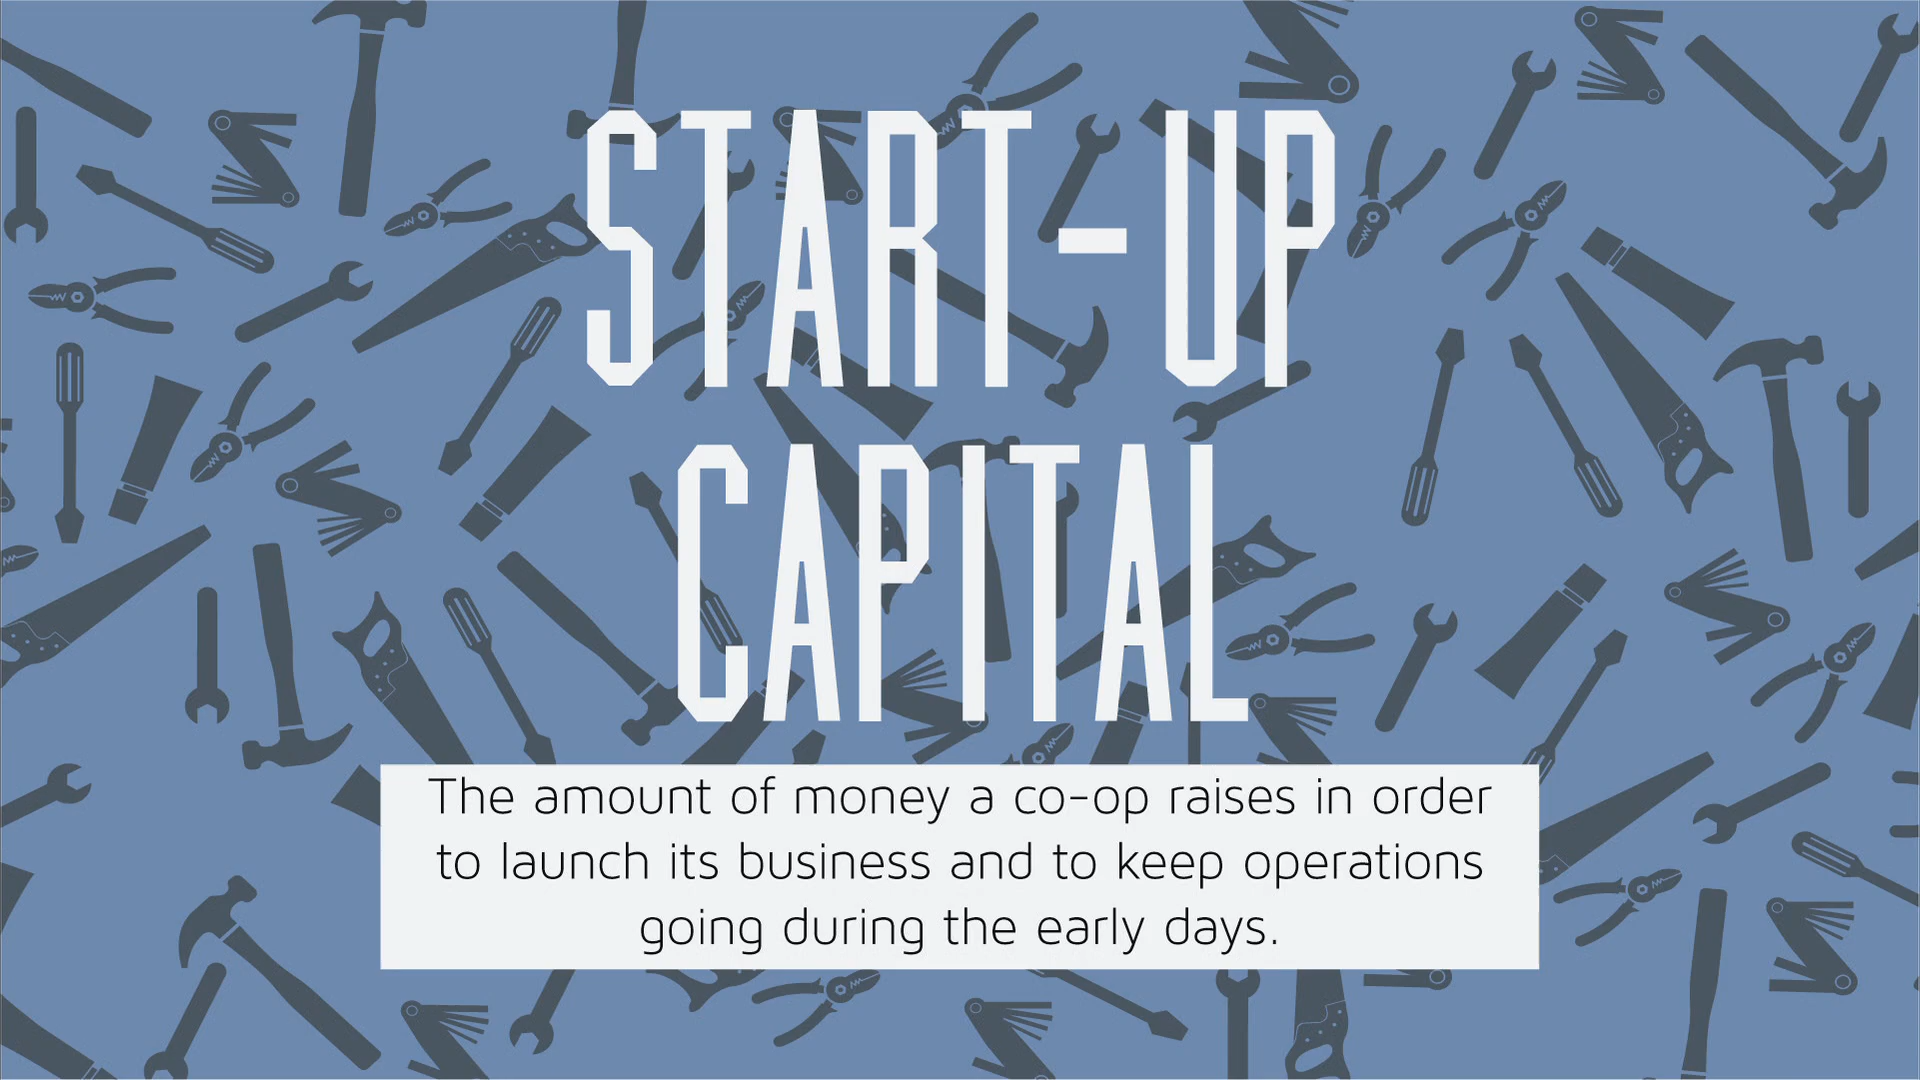 START-UP
CAPITAL
The amount of money a co-op raises in order
to launch its business and to keep operations
going during the early days.